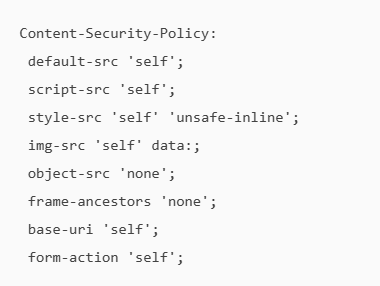 Content-Security-Policy:
default-src 'self';
script-src 'self';
style-src 'self' 'unsafe-inline';
img-src 'self' data:;
object-src 'none';
frame-ancestors 'none';
base-uri 'self';
form-action 'self';